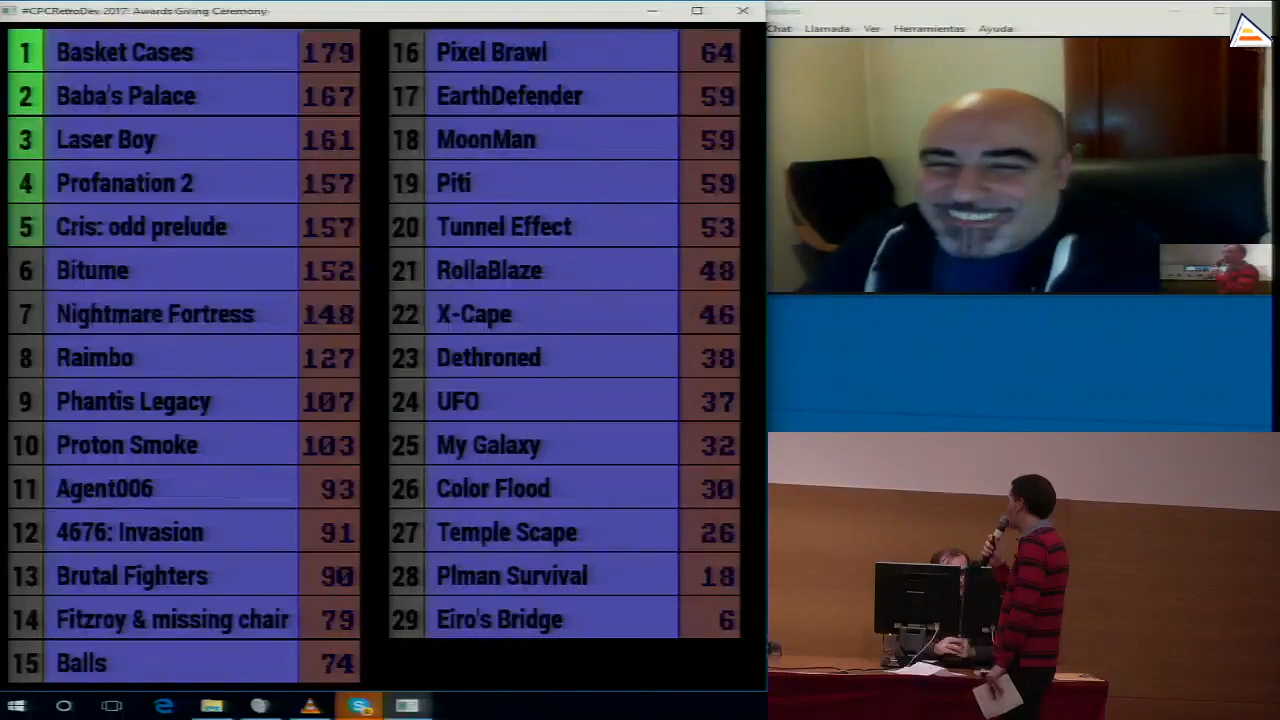 #CPCRetroDev 2017: Awards Giving Ceremony
1 Basket Cases 179
2 Baba's Palace 167
3 Laser Boy 161
4 Profanation 2 157
5 Cris: odd prelude 157
6 Bitume 152
7 Nightmare Fortress 148
8 Raimbo 127
9 Phantis Legacy 107
10 Proton Smoke 103
11 Agent006 93
12 4676: Invasion 91
13 Brutal Fighters 90
14 Fitzroy & missing chair 79
15 Balls 74
16 Pixel Brawl 64
17 EarthDefender 59
18 MoonMan 59
19 Piti 59
20 Tunnel Effect 53
21 RollaBlaze 48
22 X-Cape 46
23 Dethroned 38
24 UFO 37
25 My Galaxy 32
26 Color Flood 30
27 Temple Scape 26
28 Plman Survival 18
29 Eiro's Bridge 6
Chat Llamada Ver Herramientas Ayuda